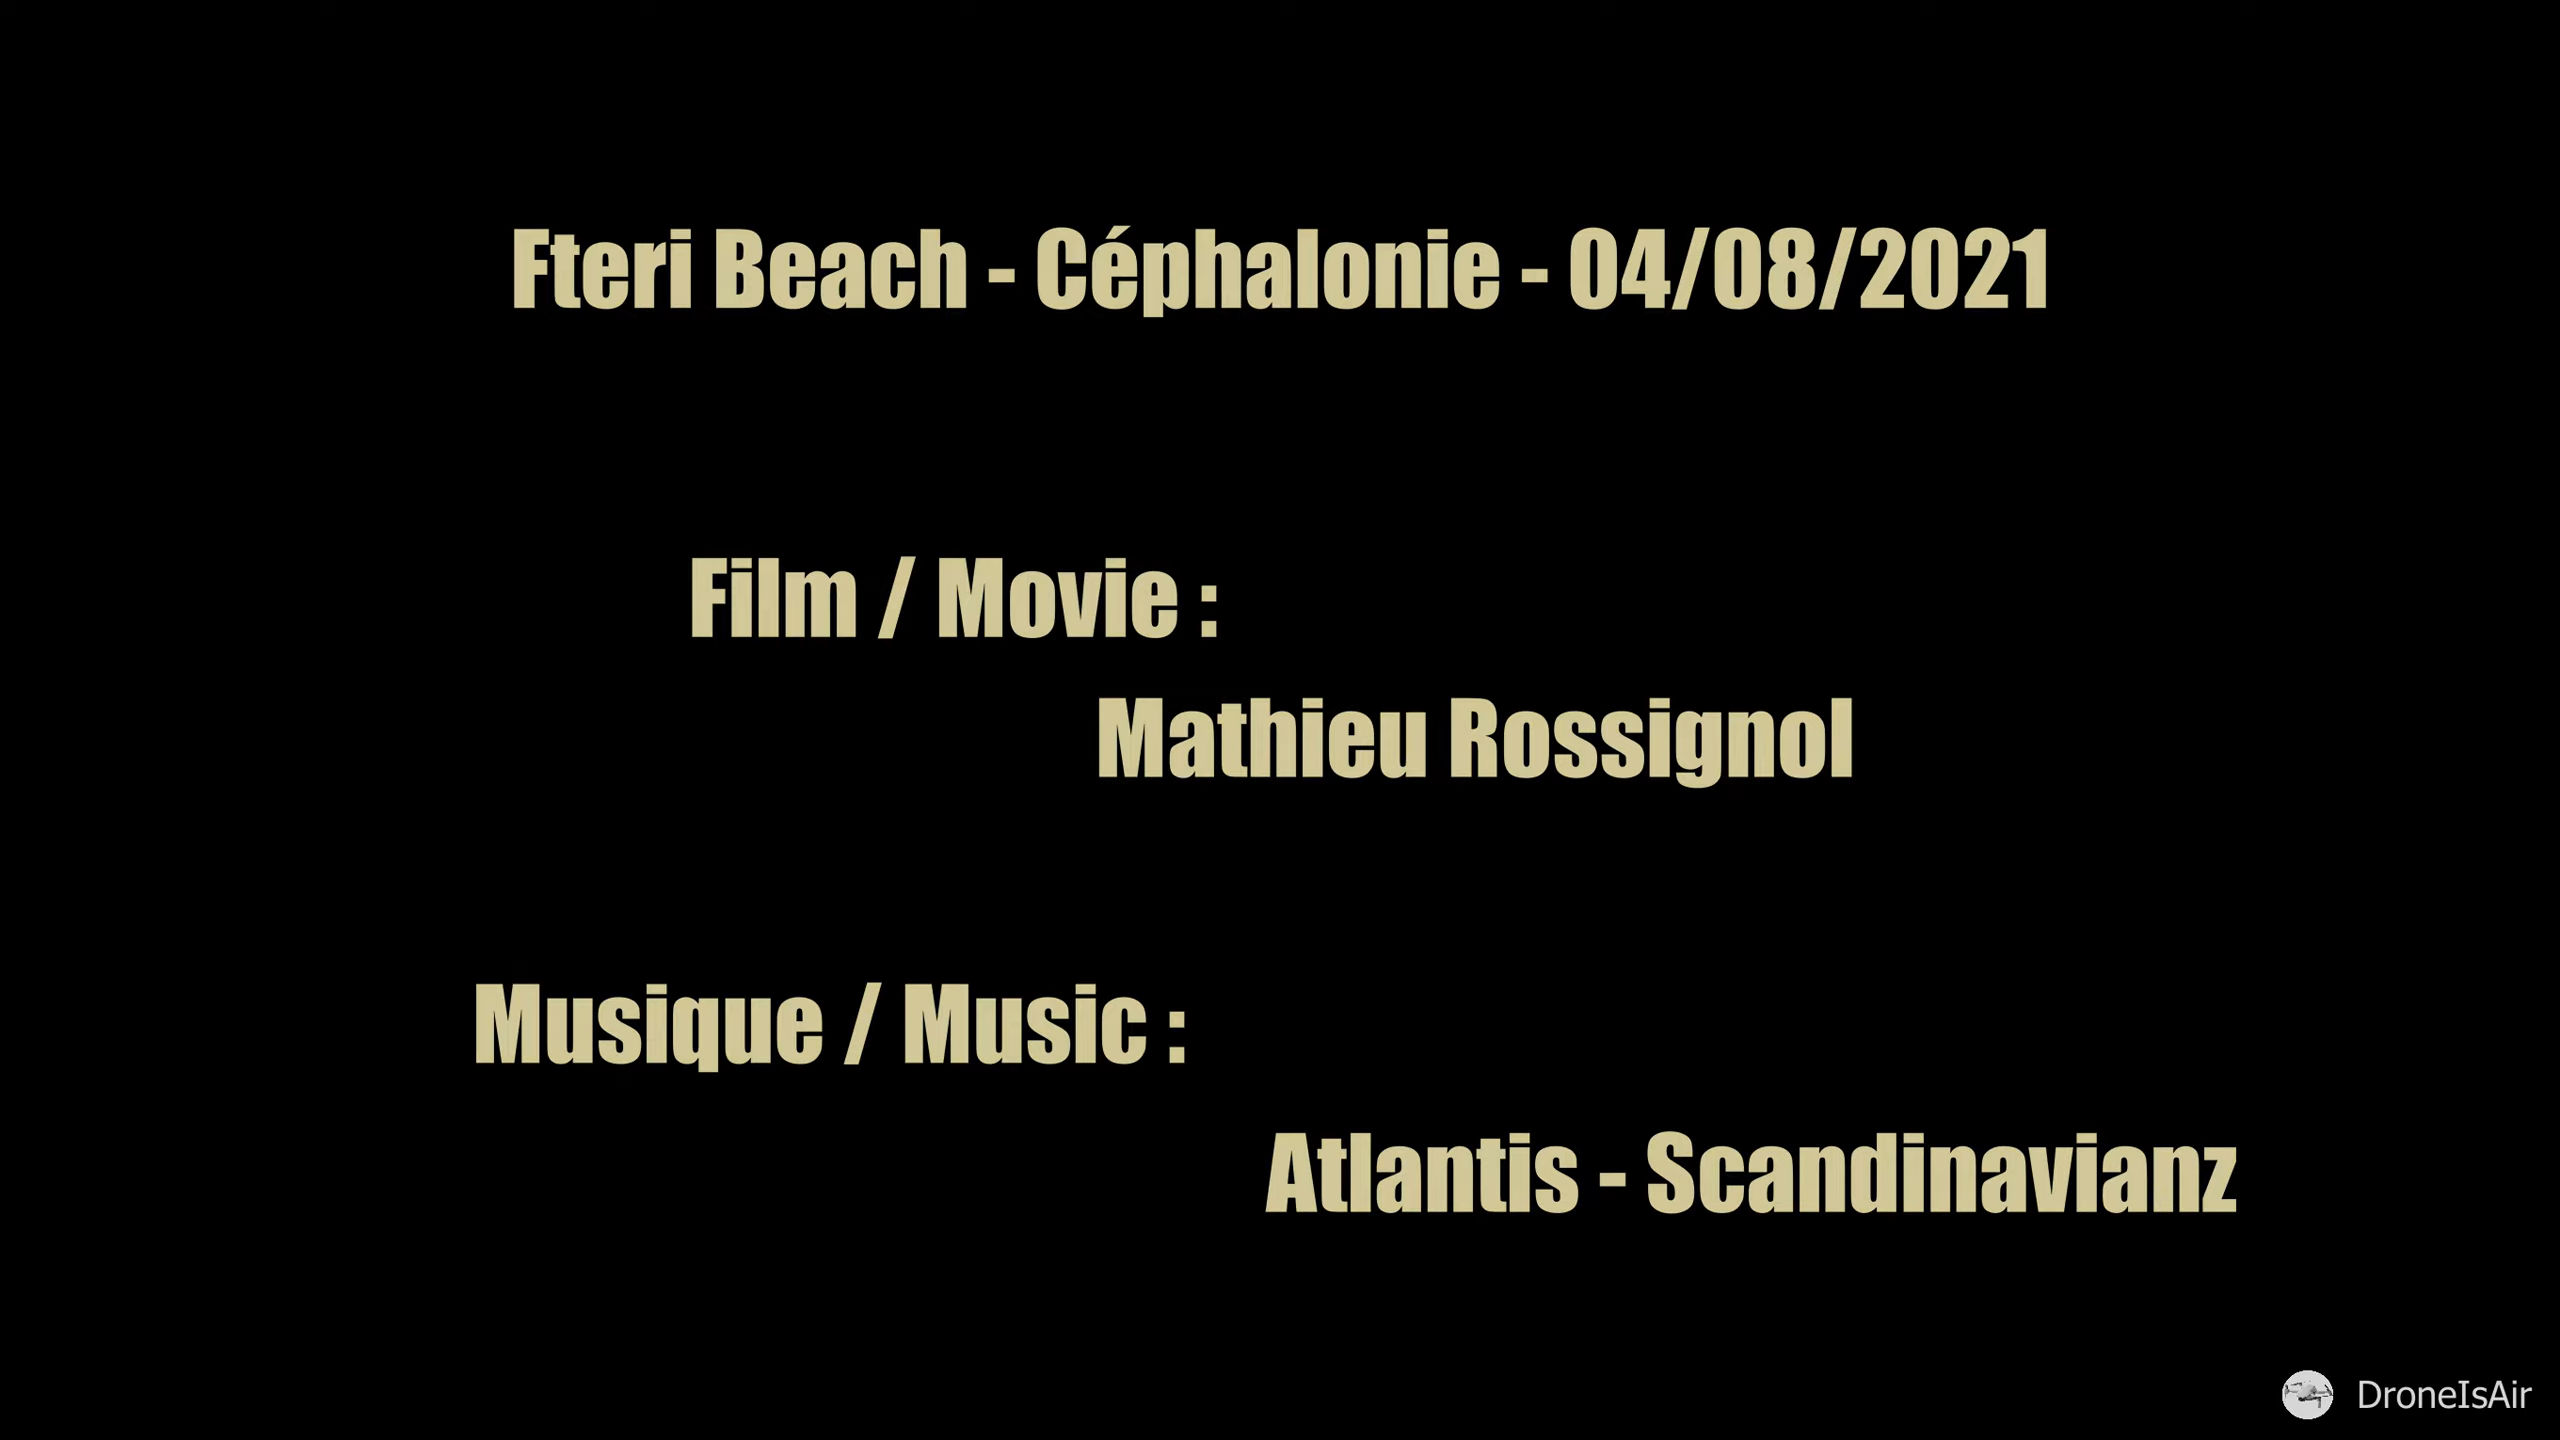 Fteri Beach - Céphalonie - 04/08/2021
Film / Movie :
Mathieu Rossignol
Musique / Music :
Atlantis - Scandinavianz
DroneIsAir